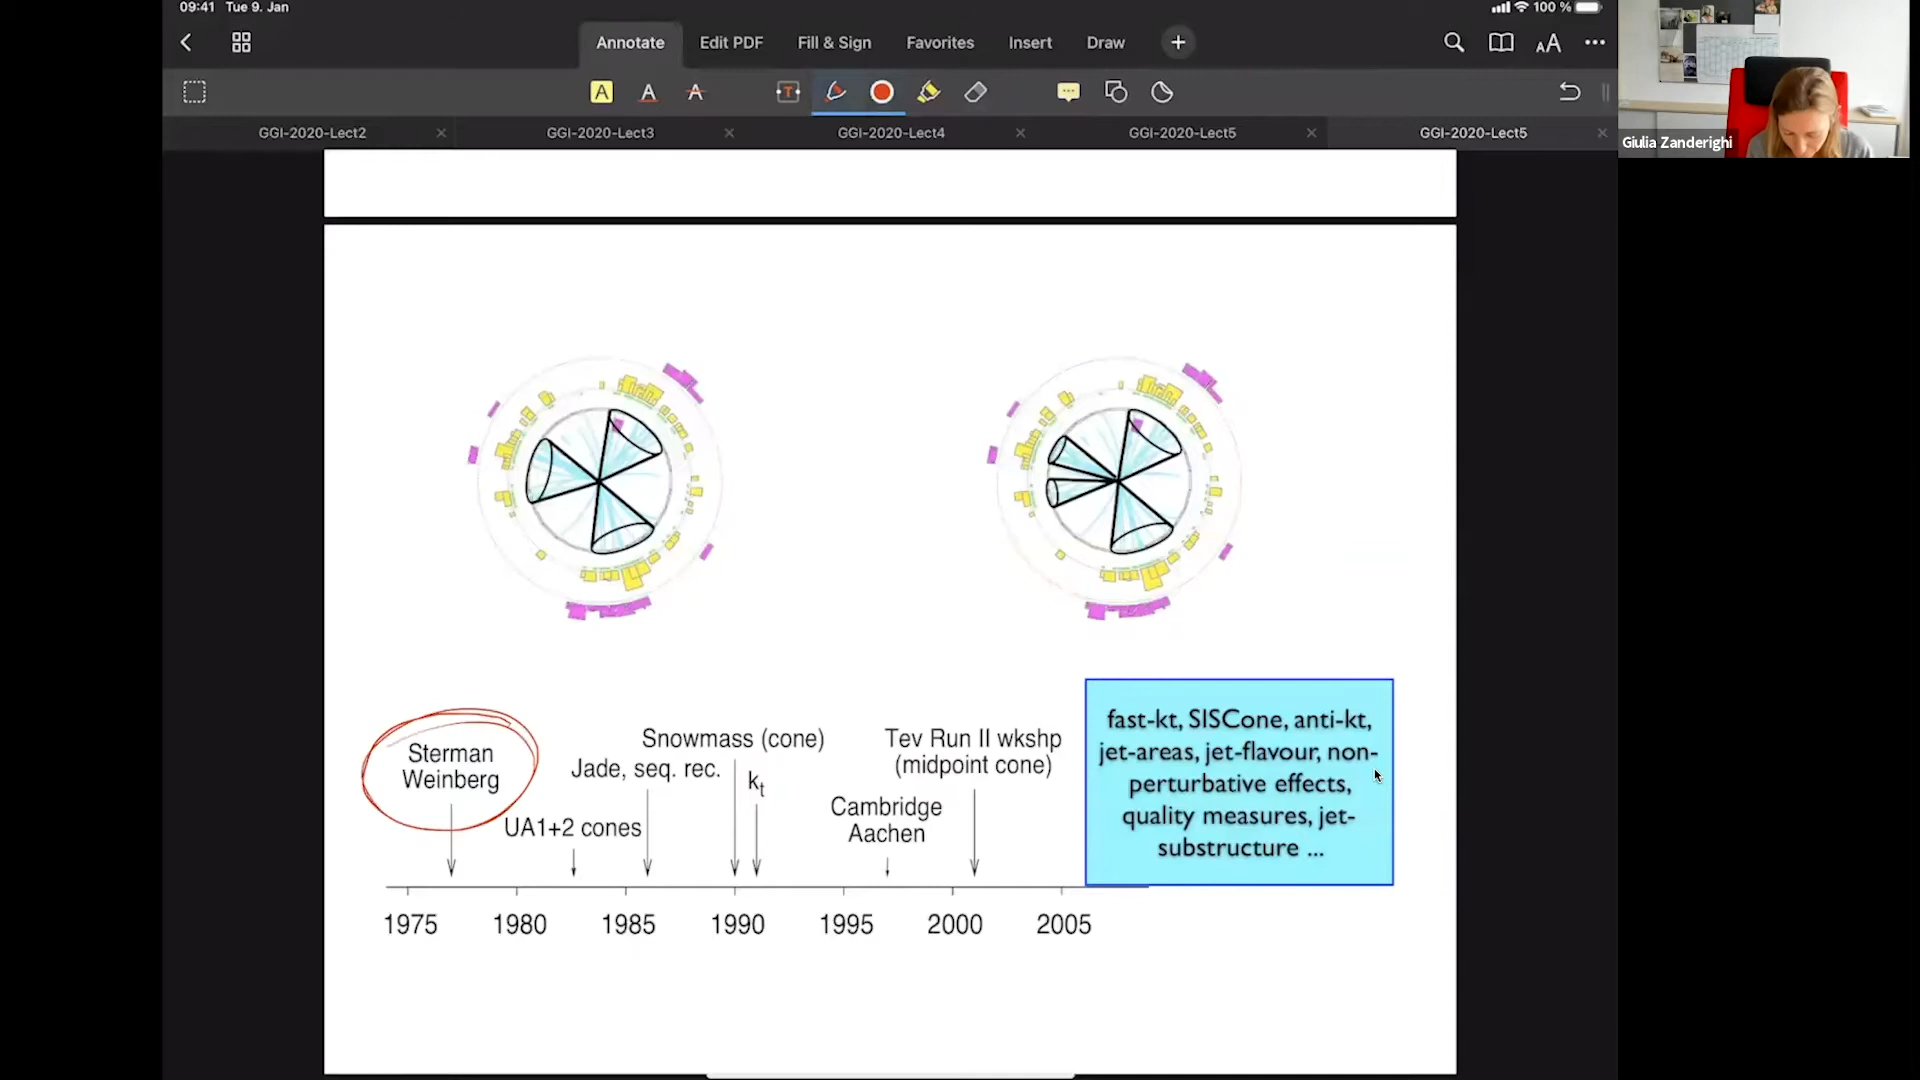 09:41 Tue 9. Jan
100 %
Annotate Edit PDF Fill & Sign Favorites Insert Draw
GGI-2020-Lect2 GGI-2020-Lect3 GGI-2020-Lect4 GGI-2020-Lect5 GGI-2020-Lect5
Giulia Zanderighi
Sterman
Weinberg
UA1+2 cones
Jade, seq. rec.
Snowmass (cone)
kt
Cambridge
Aachen
Tev Run II wkshp
(midpoint cone)
fast-kt, SISCone, anti-kt,
jet-areas, jet-flavour, non-
perturbative effects,
quality measures, jet-
substructure ...
1975 1980 1985 1990 1995 2000 2005